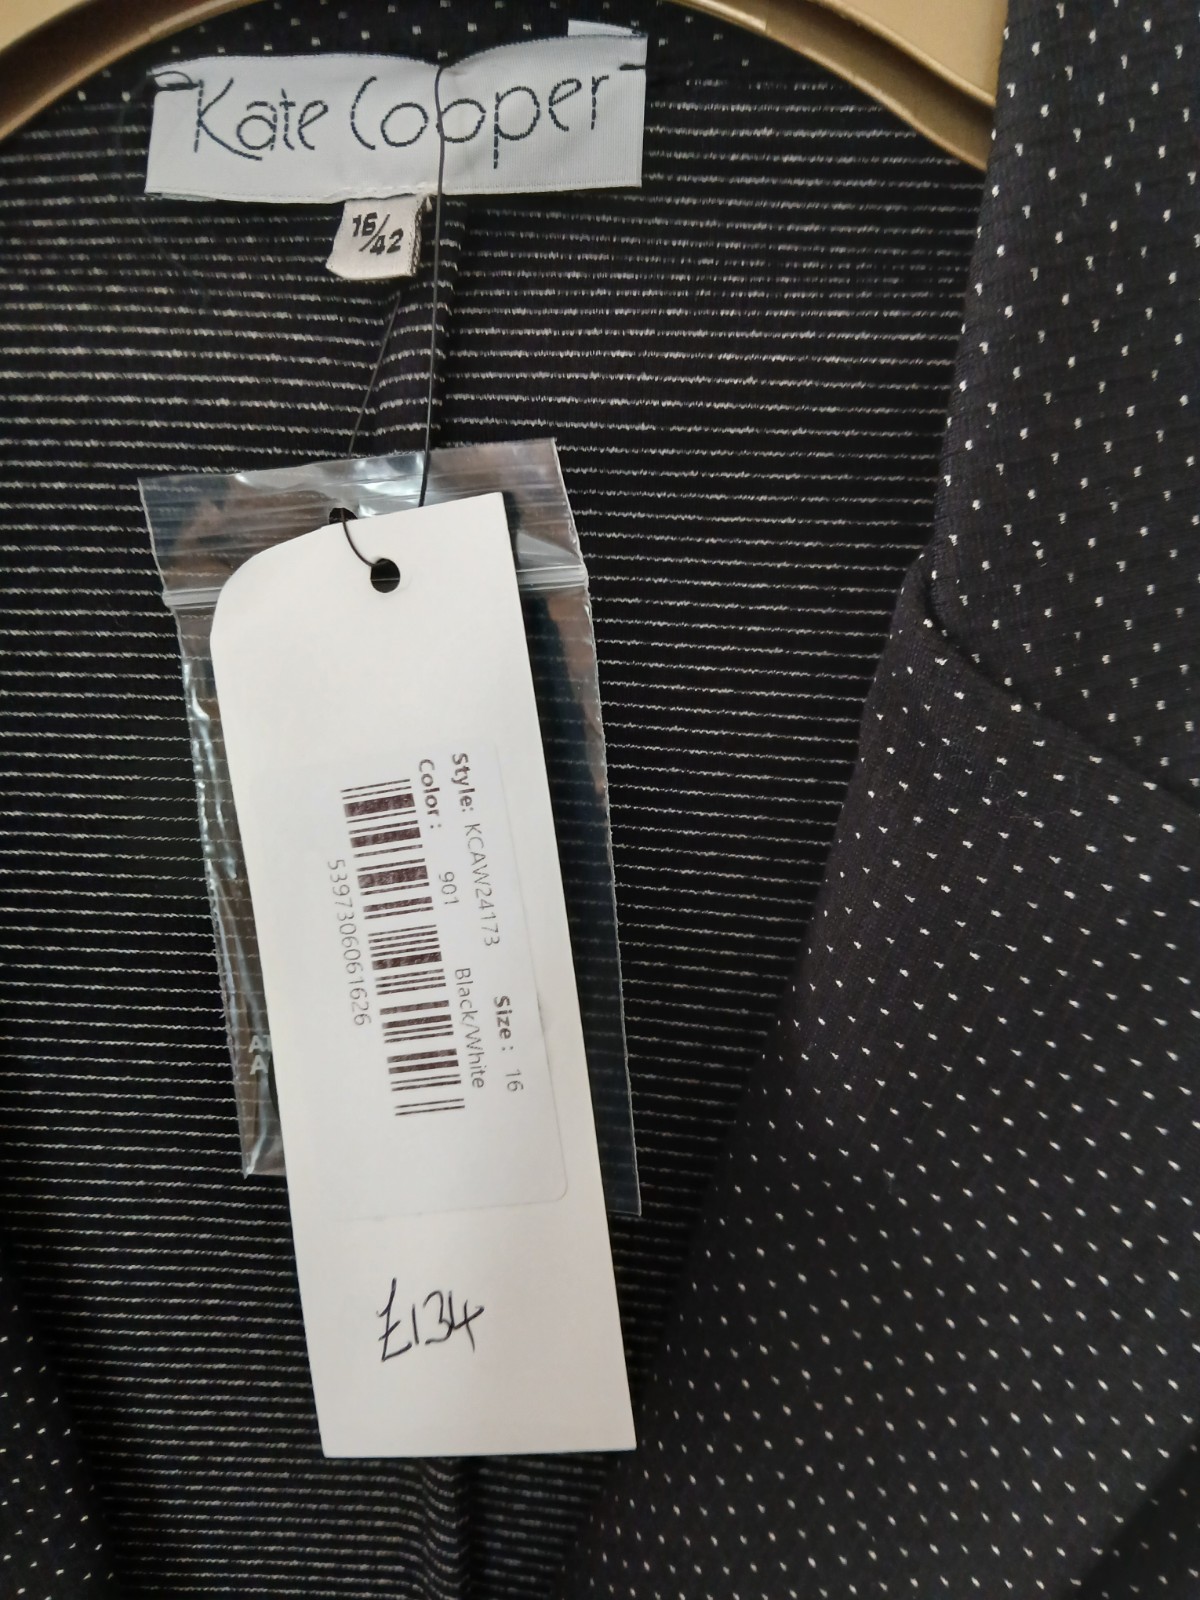 Kate Cooper
16/42
Style: KCAW24173 Size: 16
Color: 901 Black/White
5397306061626
£134